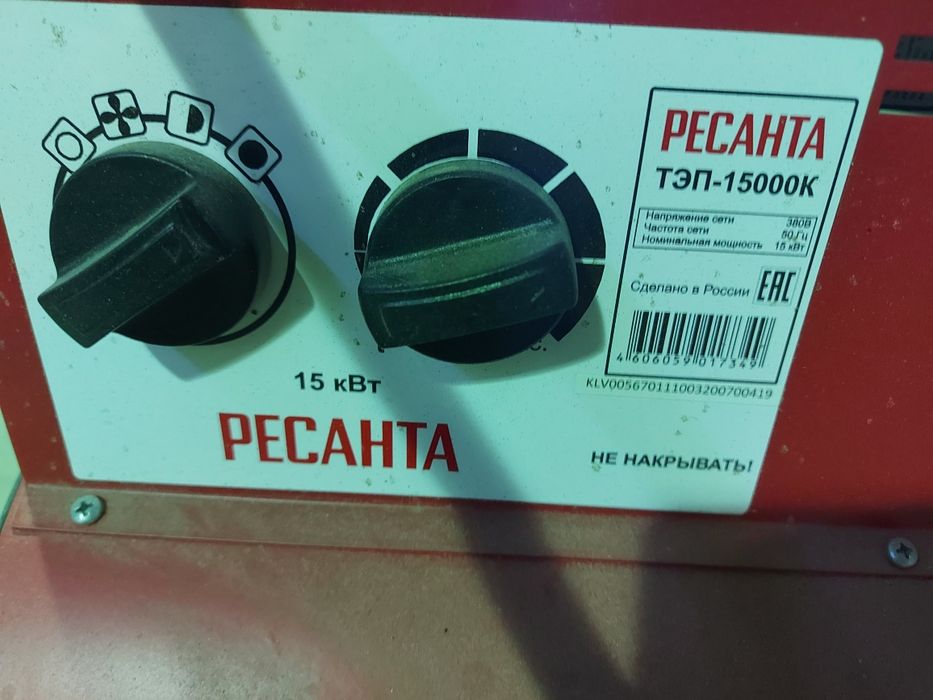 РЕСАНТА
ТЭП-15000К
Напряжение сети 380В
Частота сети 50 Гц
Номинальная мощность 15 кВт
Сделано в России ЕАС
4 606059 017349
KLV005670111003200700419
15 кВт
РЕСАНТА
НЕ НАКРЫВАТЬ!